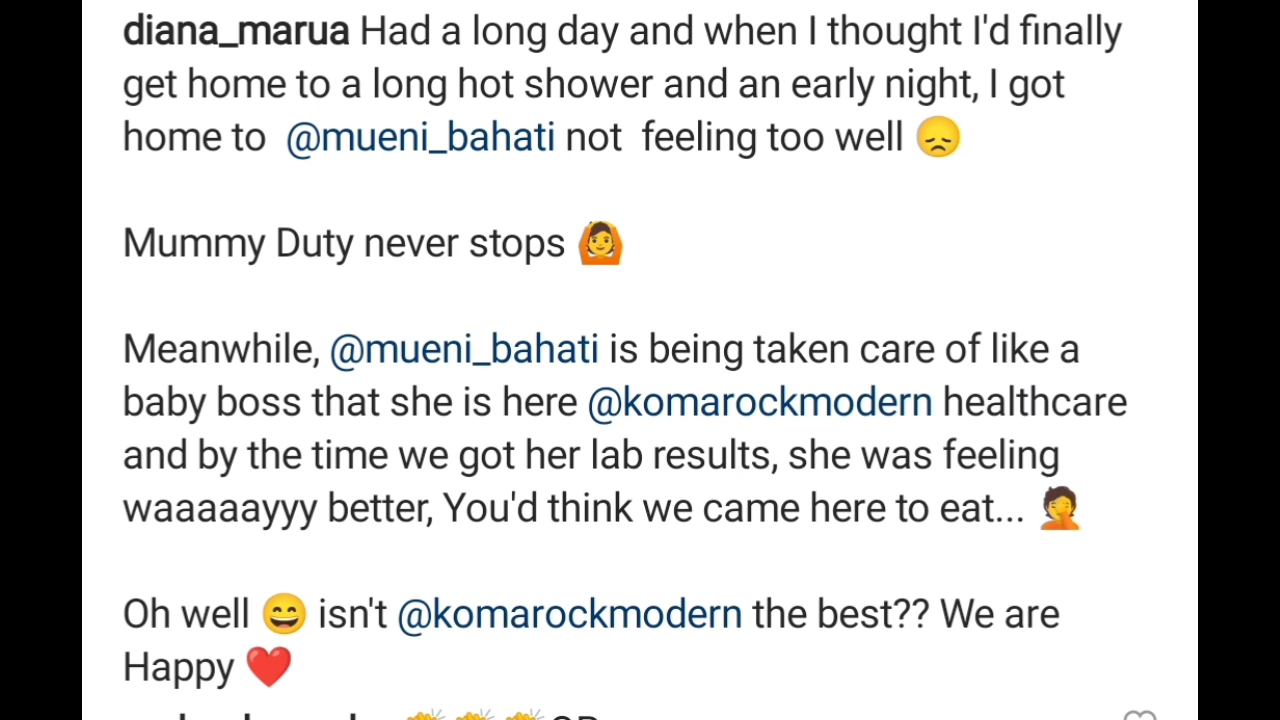 diana_marua Had a long day and when I thought I'd finally
get home to a long hot shower and an early night, I got
home to @mueni_bahati not feeling too well 😞
Mummy Duty never stops 🙆
Meanwhile, @mueni_bahati is being taken care of like a
baby boss that she is here @komarockmodern healthcare
and by the time we got her lab results, she was feeling
waaaaayyy better, You'd think we came here to eat... 🤦
Oh well 😄 isn't @komarockmodern the best?? We are
Happy ❤️